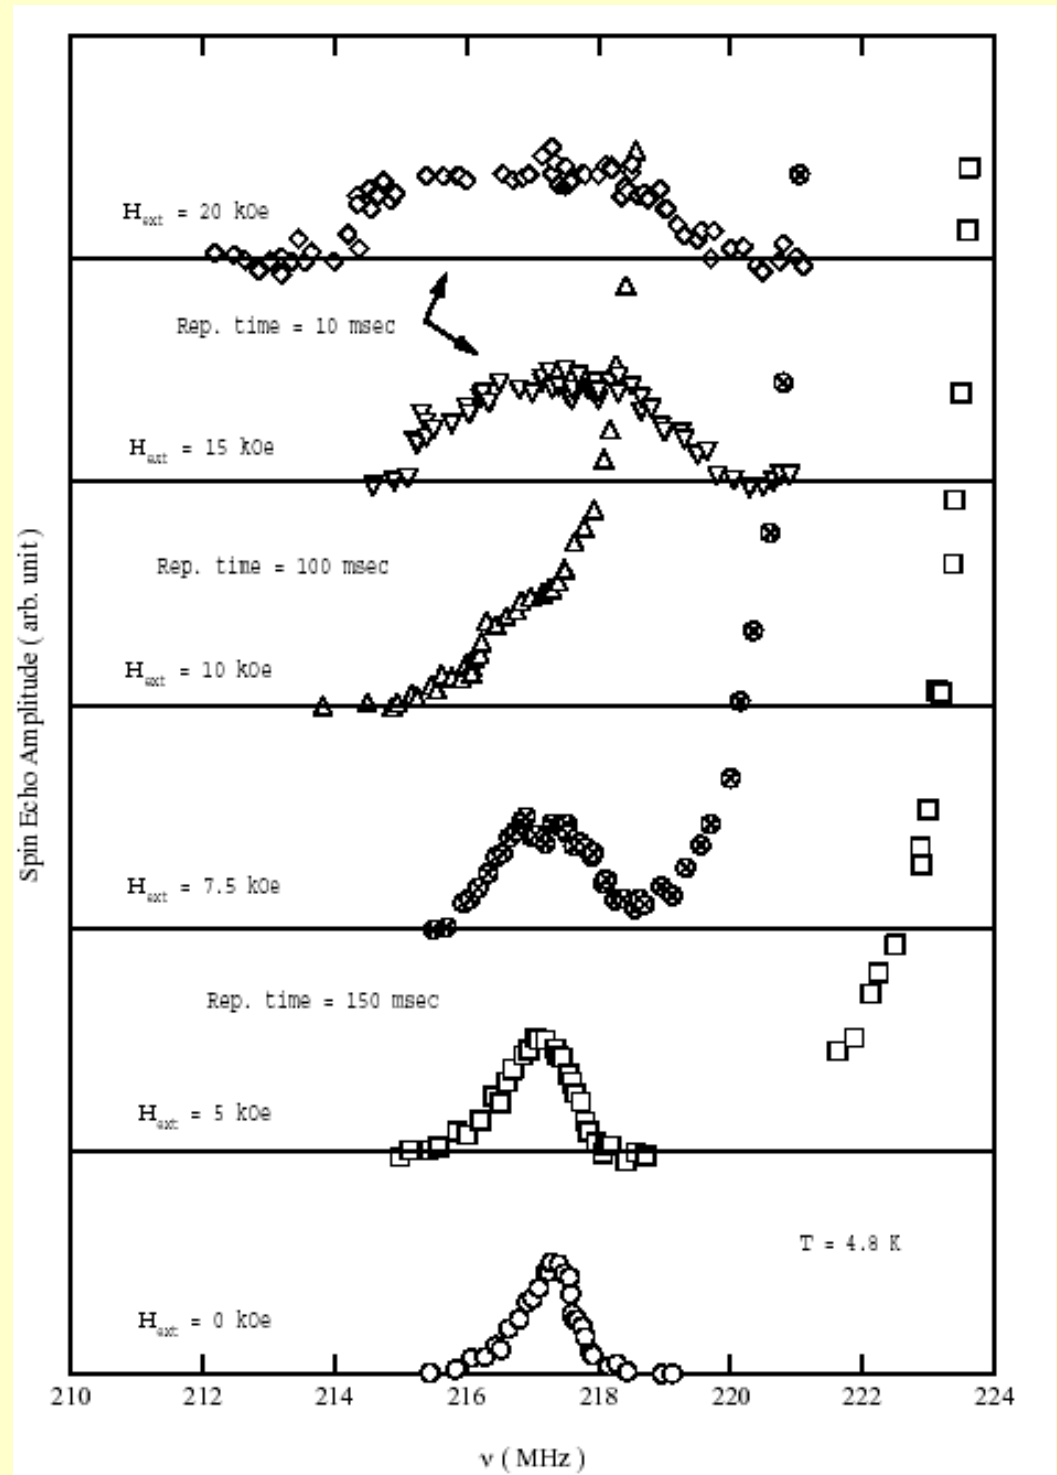 H_ext = 20 kOe
Rep. time = 10 msec
H_ext = 15 kOe
Rep. time = 100 msec
H_ext = 10 kOe
H_ext = 7.5 kOe
Rep. time = 150 msec
H_ext = 5 kOe
T = 4.8 K
H_ext = 0 kOe
Spin Echo Amplitude ( arb. unit )
210 212 214 216 218 220 222 224
ν ( MHz )